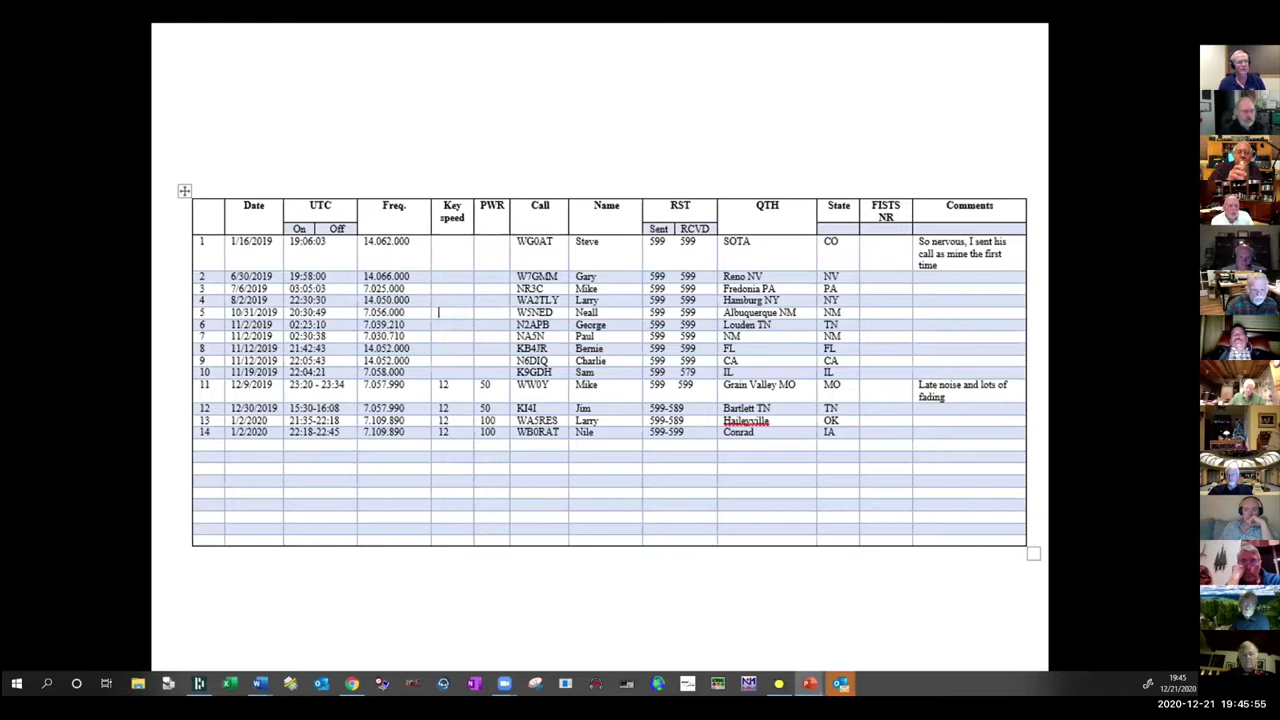 Date UTC Freq. Key speed PWR Call Name RST QTH State FISTS NR Comments
On Off Sent RCVD
1 1/16/2019 19:06:03 14.062.000 WG0AT Steve 599 599 SOTA CO So nervous, I sent his
call as mine the first
time
2 6/30/2019 19:58:00 14.066.000 W7GMM Gary 599 599 Reno NV NV
3 7/6/2019 03:05:03 7.025.000 NR3C Mike 599 599 Fredonia PA PA
4 8/2/2019 22:30:30 14.050.000 WA2TLY Larry 599 599 Hamburg NY NY
5 10/31/2019 20:30:49 7.056.000 W5NED Neall 599 599 Albuquerque NM NM
6 11/2/2019 02:23:10 7.039.210 N2APB George 599 599 Louden TN TN
7 11/2/2019 02:30:38 7.030.710 NA5N Paul 599 599 NM NM
8 11/12/2019 21:42:43 14.052.000 KB4JR Bernie 599 599 FL FL
9 11/12/2019 22:05:43 14.052.000 N6DIQ Charlie 599 599 CA CA
10 11/19/2019 22:04:21 7.058.000 K9GDH Sam 599 579 IL IL
11 12/9/2019 23:20 - 23:34 7.057.990 12 50 WW0Y Mike 599 599 Grain Valley MO MO Late noise and lots of
fading
12 12/30/2019 15:30-16:08 7.057.990 12 50 KI4I Jim 599-589 Bartlett TN TN
13 1/2/2020 21:35-22:18 7.109.890 12 100 WA5RES Larry 599-589 Haileyville OK
14 1/2/2020 22:18-22:45 7.109.890 12 100 WB0RAT Nile 599-599 Conrad IA
19:45
12/21/2020
2020-12-21 19:45:55